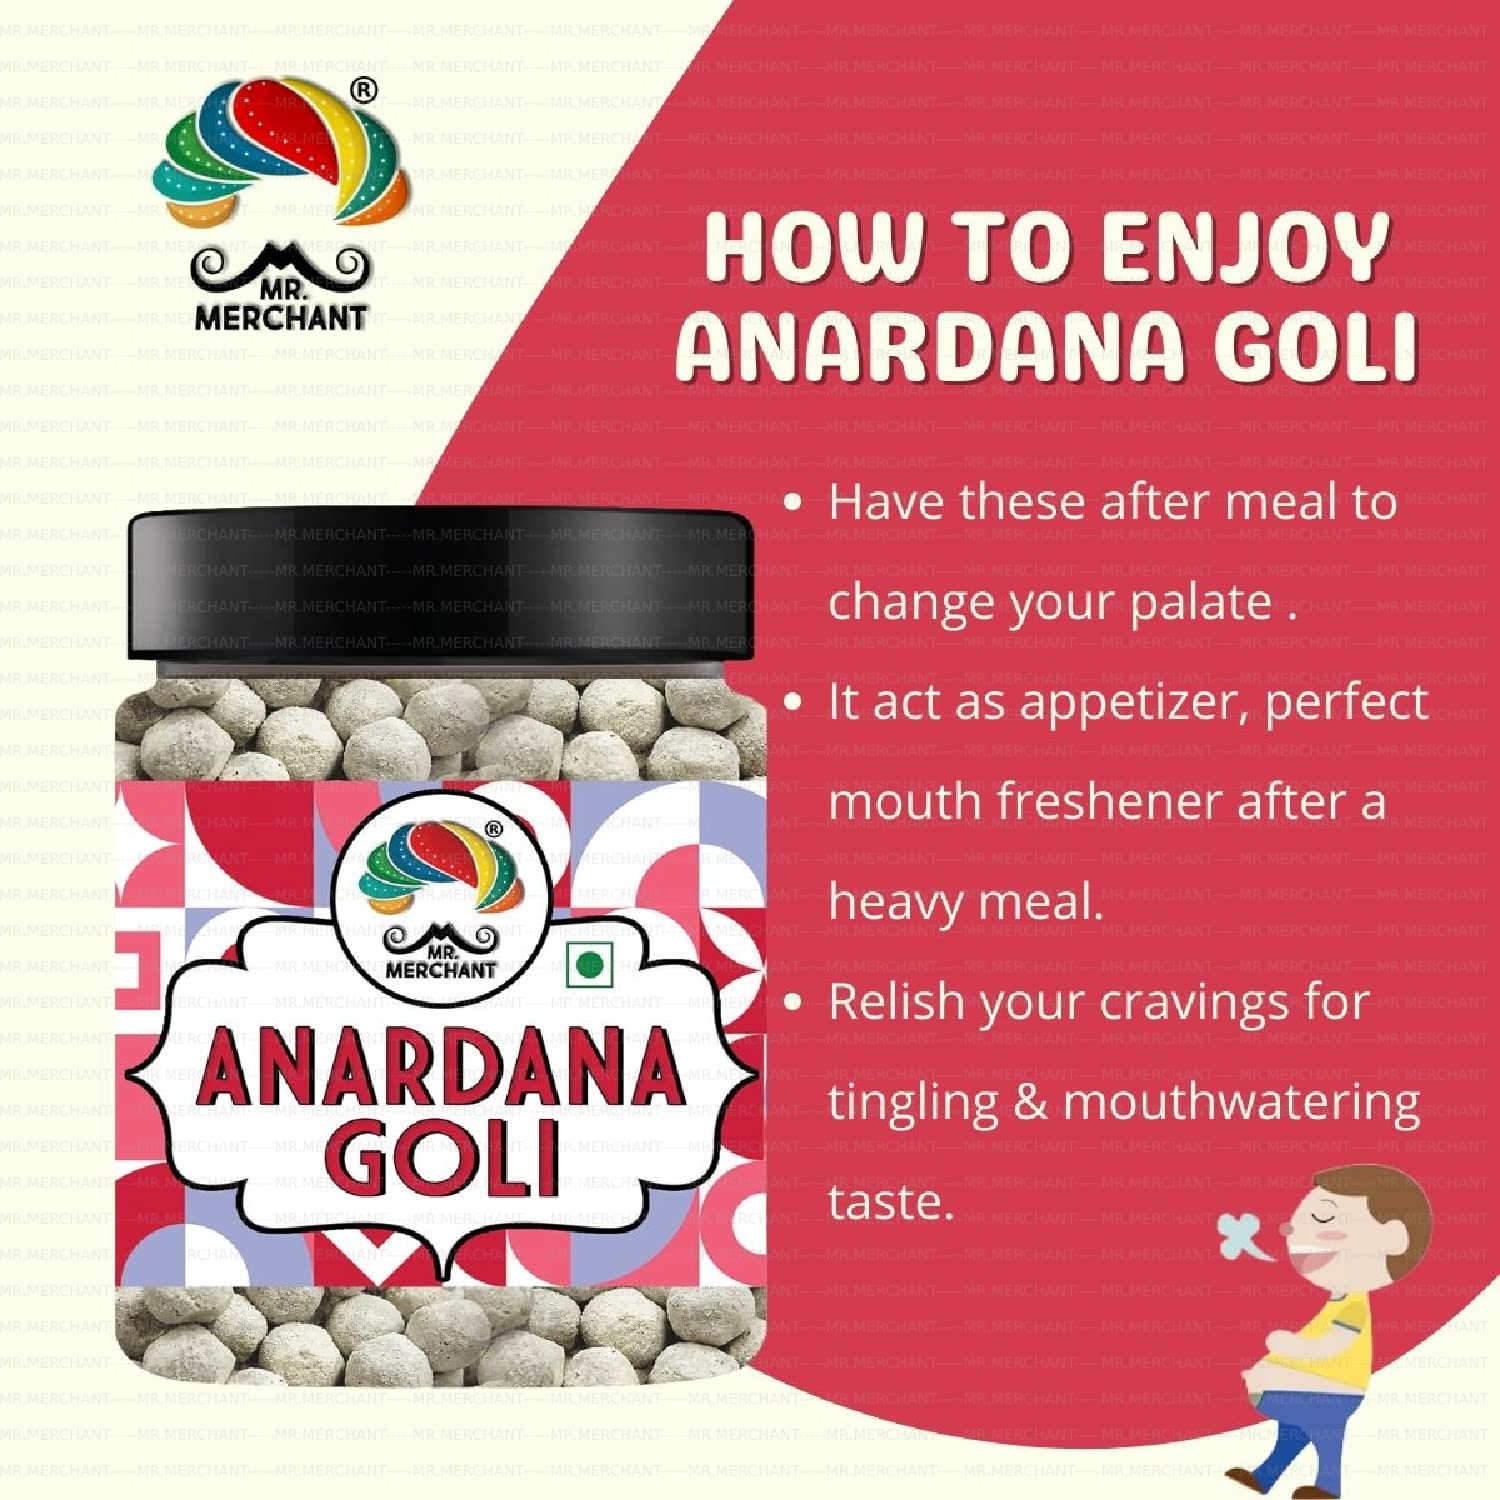 ®
MR.
MERCHANT
HOW TO ENJOY
ANARDANA GOLI
• Have these after meal to
change your palate .
• It act as appetizer, perfect
mouth freshener after a
heavy meal.
• Relish your cravings for
tingling & mouthwatering
taste.
®
MR.
MERCHANT
ANARDANA
GOLI